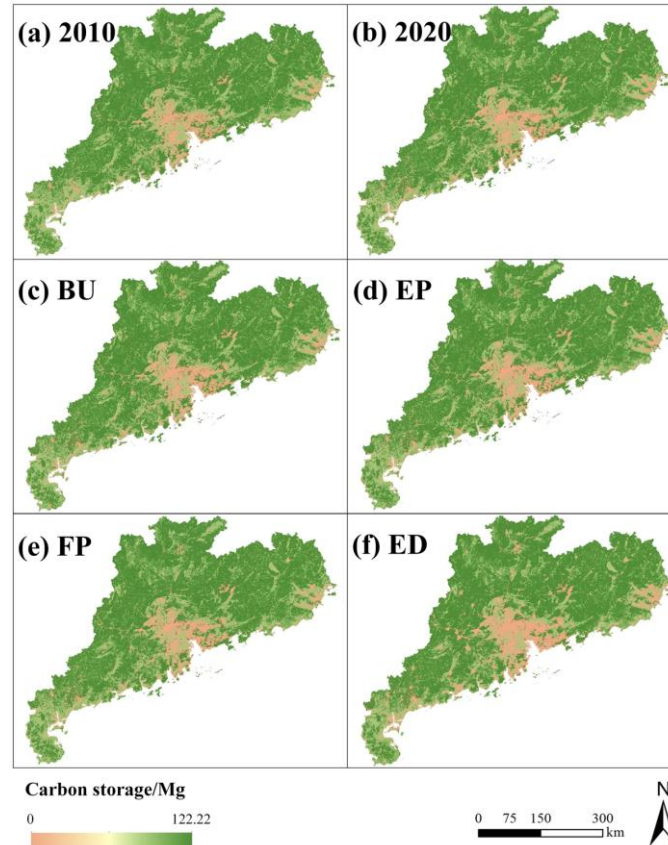 (a) 2010
(b) 2020
(c) BU
(d) EP
(e) FP
(f) ED
Carbon storage/Mg
0
122.22
0 75 150 300
km
N